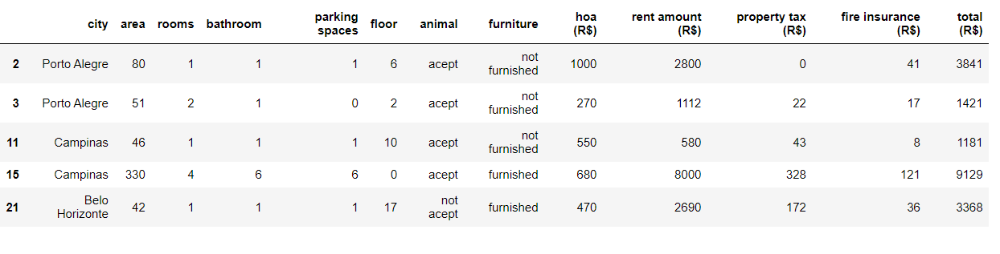 city area rooms bathroom parking spaces floor animal furniture hoa (R$) rent amount (R$) property tax (R$) fire insurance (R$) total (R$)
2 Porto Alegre 80 1 1 1 6 acept not furnished 1000 2800 0 41 3841
3 Porto Alegre 51 2 1 0 2 acept not furnished 270 1112 22 17 1421
11 Campinas 46 1 1 1 10 acept not furnished 550 580 43 8 1181
15 Campinas 330 4 6 6 0 acept furnished 680 8000 328 121 9129
21 Belo Horizonte 42 1 1 1 17 not acept furnished 470 2690 172 36 3368